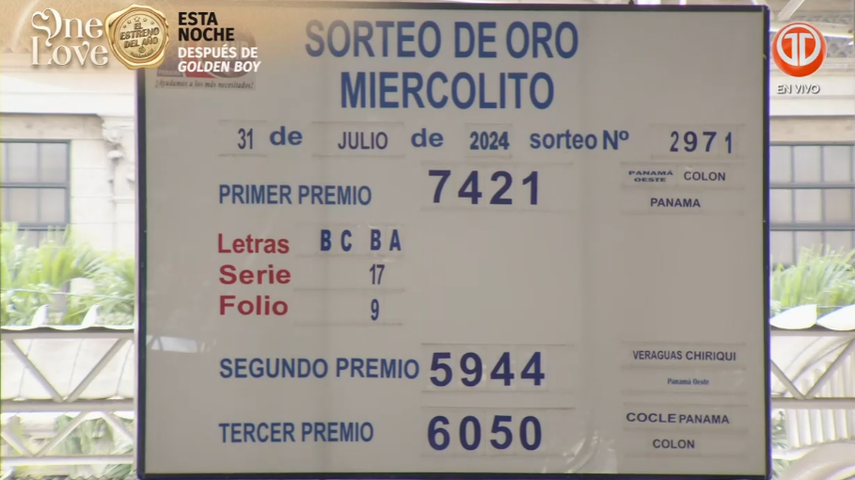 One
Love
EL
ESTRENO
DEL AÑO
ESTA
NOCHE
DESPUÉS DE
GOLDEN BOY
EN VIVO
¡Ayudamos a los más necesitados!
SORTEO DE ORO
MIERCOLITO
31 de JULIO de 2024 sorteo Nº 2971
PRIMER PREMIO 7421 PANAMÁ OESTE COLON
PANAMA
Letras B C B A
Serie 17
Folio 9
SEGUNDO PREMIO 5944 VERAGUAS CHIRIQUI
Panamá Oeste
TERCER PREMIO 6050 COCLE PANAMA
COLON